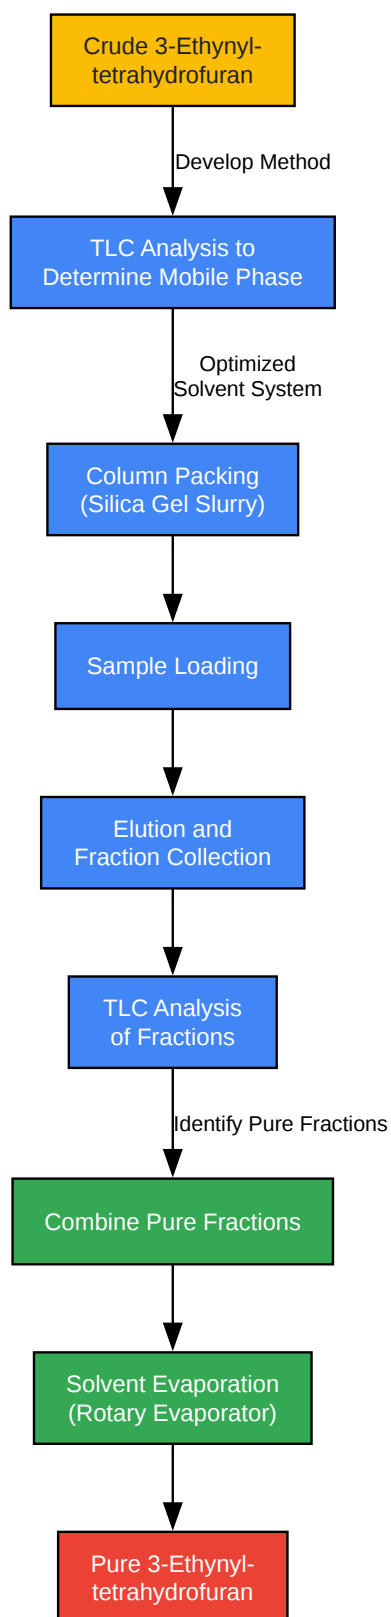 Crude 3-Ethynyl-
tetrahydrofuran
Develop Method
TLC Analysis to
Determine Mobile Phase
Optimized
Solvent System
Column Packing
(Silica Gel Slurry)
Sample Loading
Elution and
Fraction Collection
TLC Analysis
of Fractions
Identify Pure Fractions
Combine Pure Fractions
Solvent Evaporation
(Rotary Evaporator)
Pure 3-Ethynyl-
tetrahydrofuran